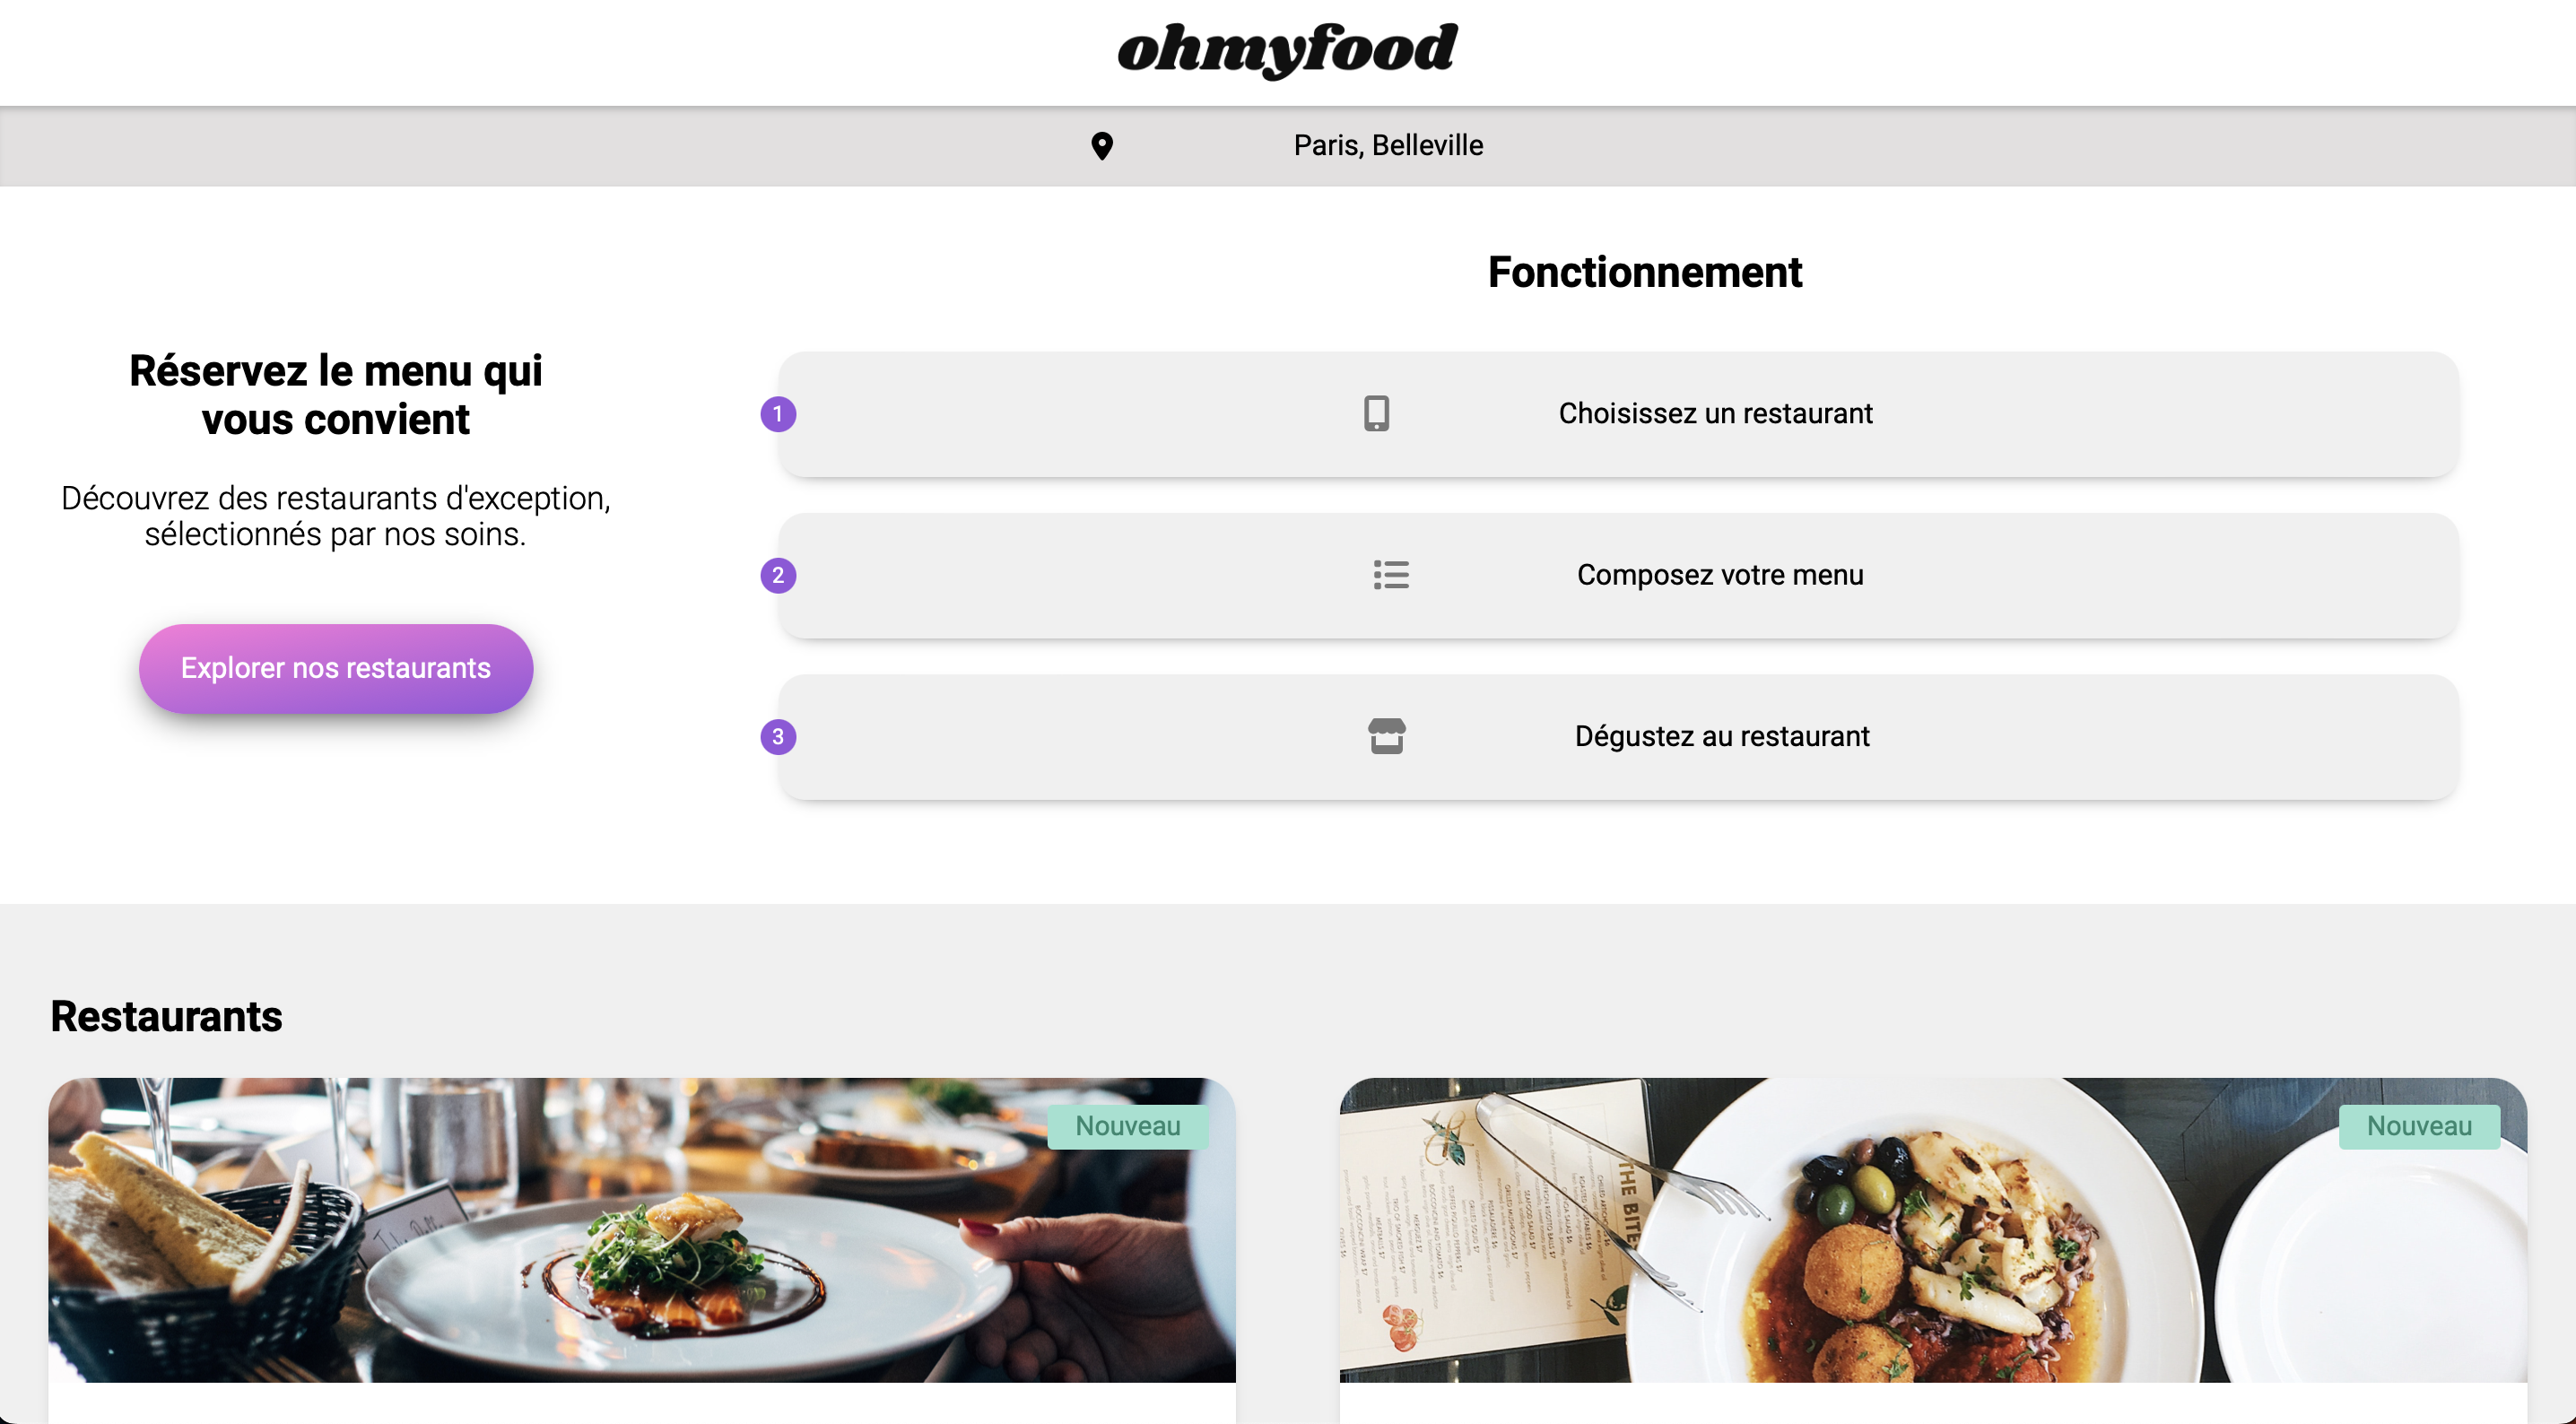 ohmyfood
Paris, Belleville
Réservez le menu qui
vous convient
Découvrez des restaurants d'exception,
sélectionnés par nos soins.
Explorer nos restaurants
Fonctionnement
1
Choisissez un restaurant
2
Composez votre menu
3
Dégustez au restaurant
Restaurants
Nouveau
THE BITE
Nouveau